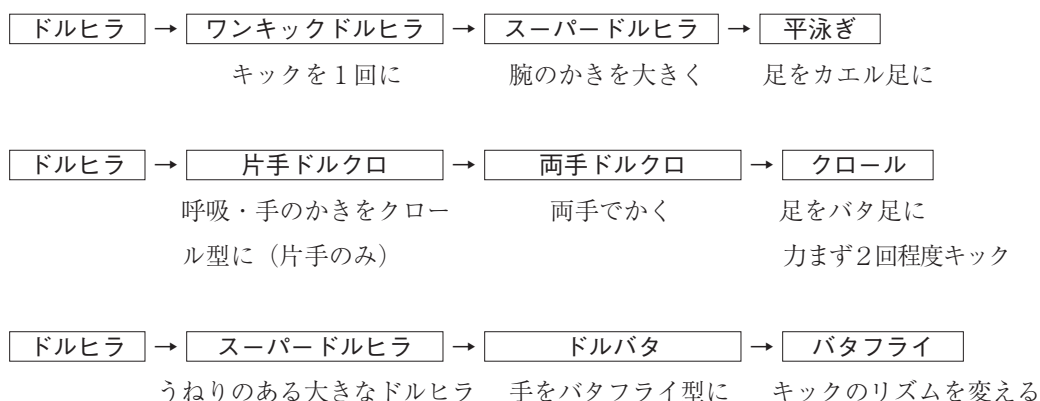 ドルヒラ → ワンキックドルヒラ → スーパードルヒラ → 平泳ぎ
キックを１回に 腕のかきを大きく 足をカエル足に
ドルヒラ → 片手ドルクロ → 両手ドルクロ → クロール
呼吸・手のかきをクロー 両手でかく 足をバタ足に
ル型に（片手のみ） 力まず２回程度キック
ドルヒラ → スーパードルヒラ → ドルバタ → バタフライ
うねりのある大きなドルヒラ 手をバタフライ型に キックのリズムを変える